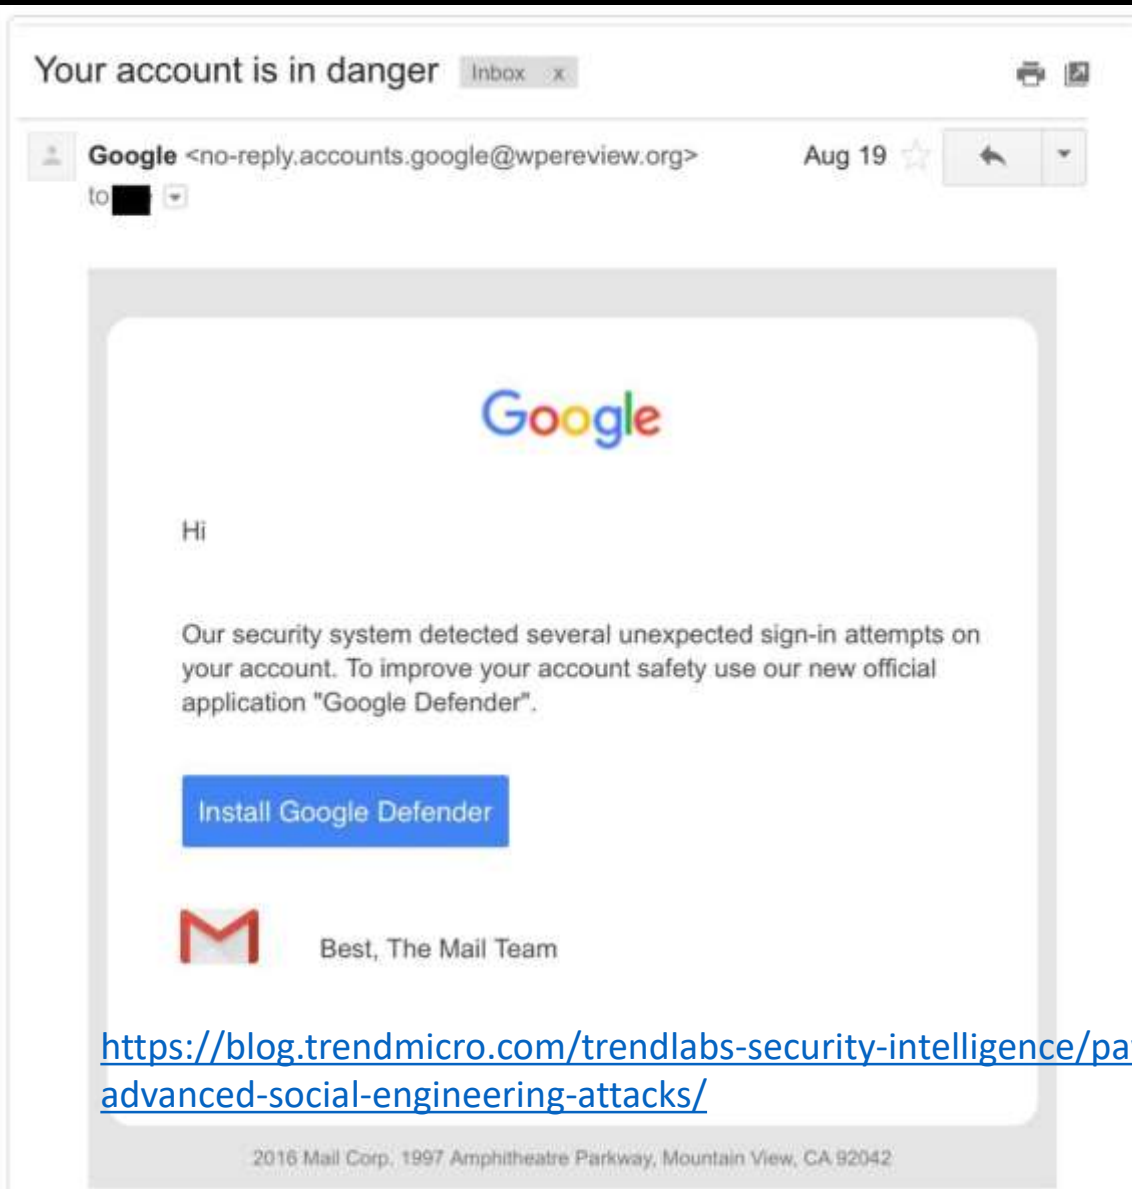 Your account is in danger Inbox x
Google <no-reply.accounts.google@wpereview.org> Aug 19
to
Google
Hi
Our security system detected several unexpected sign-in attempts on
your account. To improve your account safety use our new official
application "Google Defender".
Install Google Defender
Best, The Mail Team
https://blog.trendmicro.com/trendlabs-security-intelligence/pa
advanced-social-engineering-attacks/
2016 Mail Corp. 1997 Amphitheatre Parkway, Mountain View, CA 92042